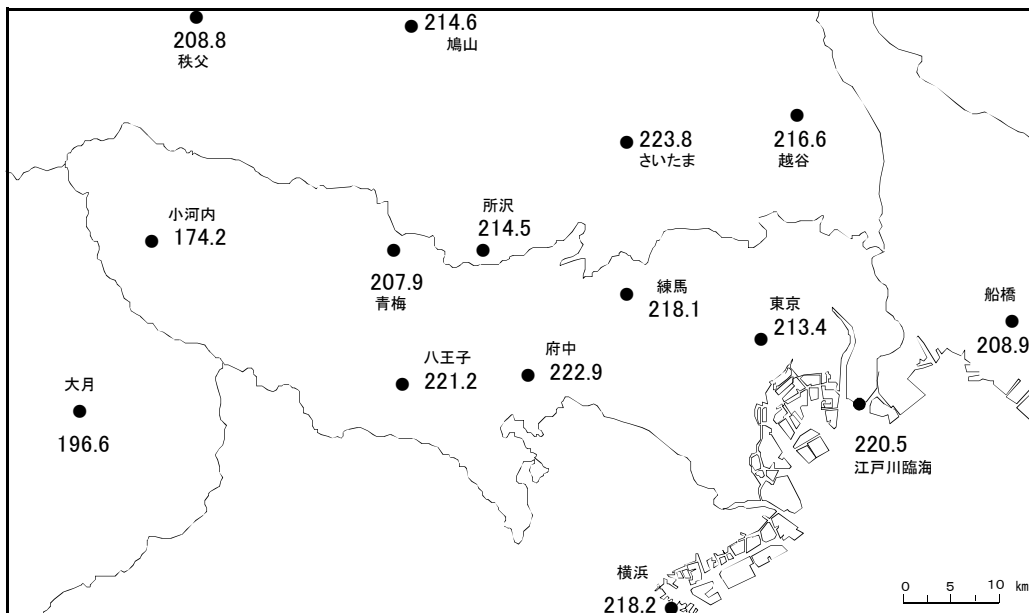 208.8
秩父
214.6
鳩山
223.8
さいたま
216.6
越谷
小河内
174.2
所沢
214.5
207.9
青梅
練馬
218.1
東京
213.4
船橋
208.9
八王子
221.2
府中
222.9
大月
196.6
220.5
江戸川臨海
横浜
218.2
0 5 10 km